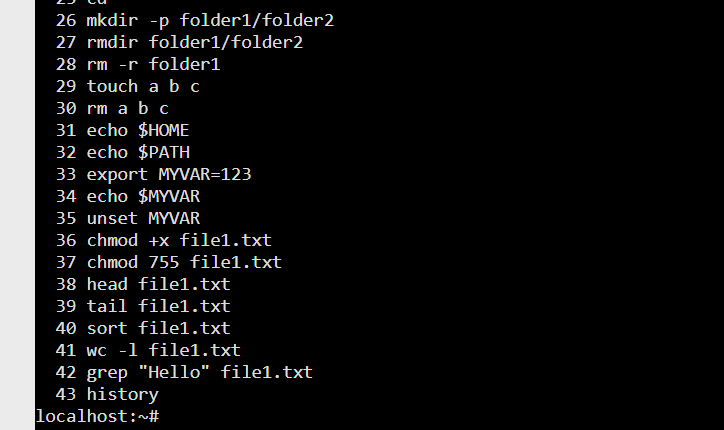 25 cd
26 mkdir -p folder1/folder2
27 rmdir folder1/folder2
28 rm -r folder1
29 touch a b c
30 rm a b c
31 echo $HOME
32 echo $PATH
33 export MYVAR=123
34 echo $MYVAR
35 unset MYVAR
36 chmod +x file1.txt
37 chmod 755 file1.txt
38 head file1.txt
39 tail file1.txt
40 sort file1.txt
41 wc -l file1.txt
42 grep "Hello" file1.txt
43 history
localhost:~#